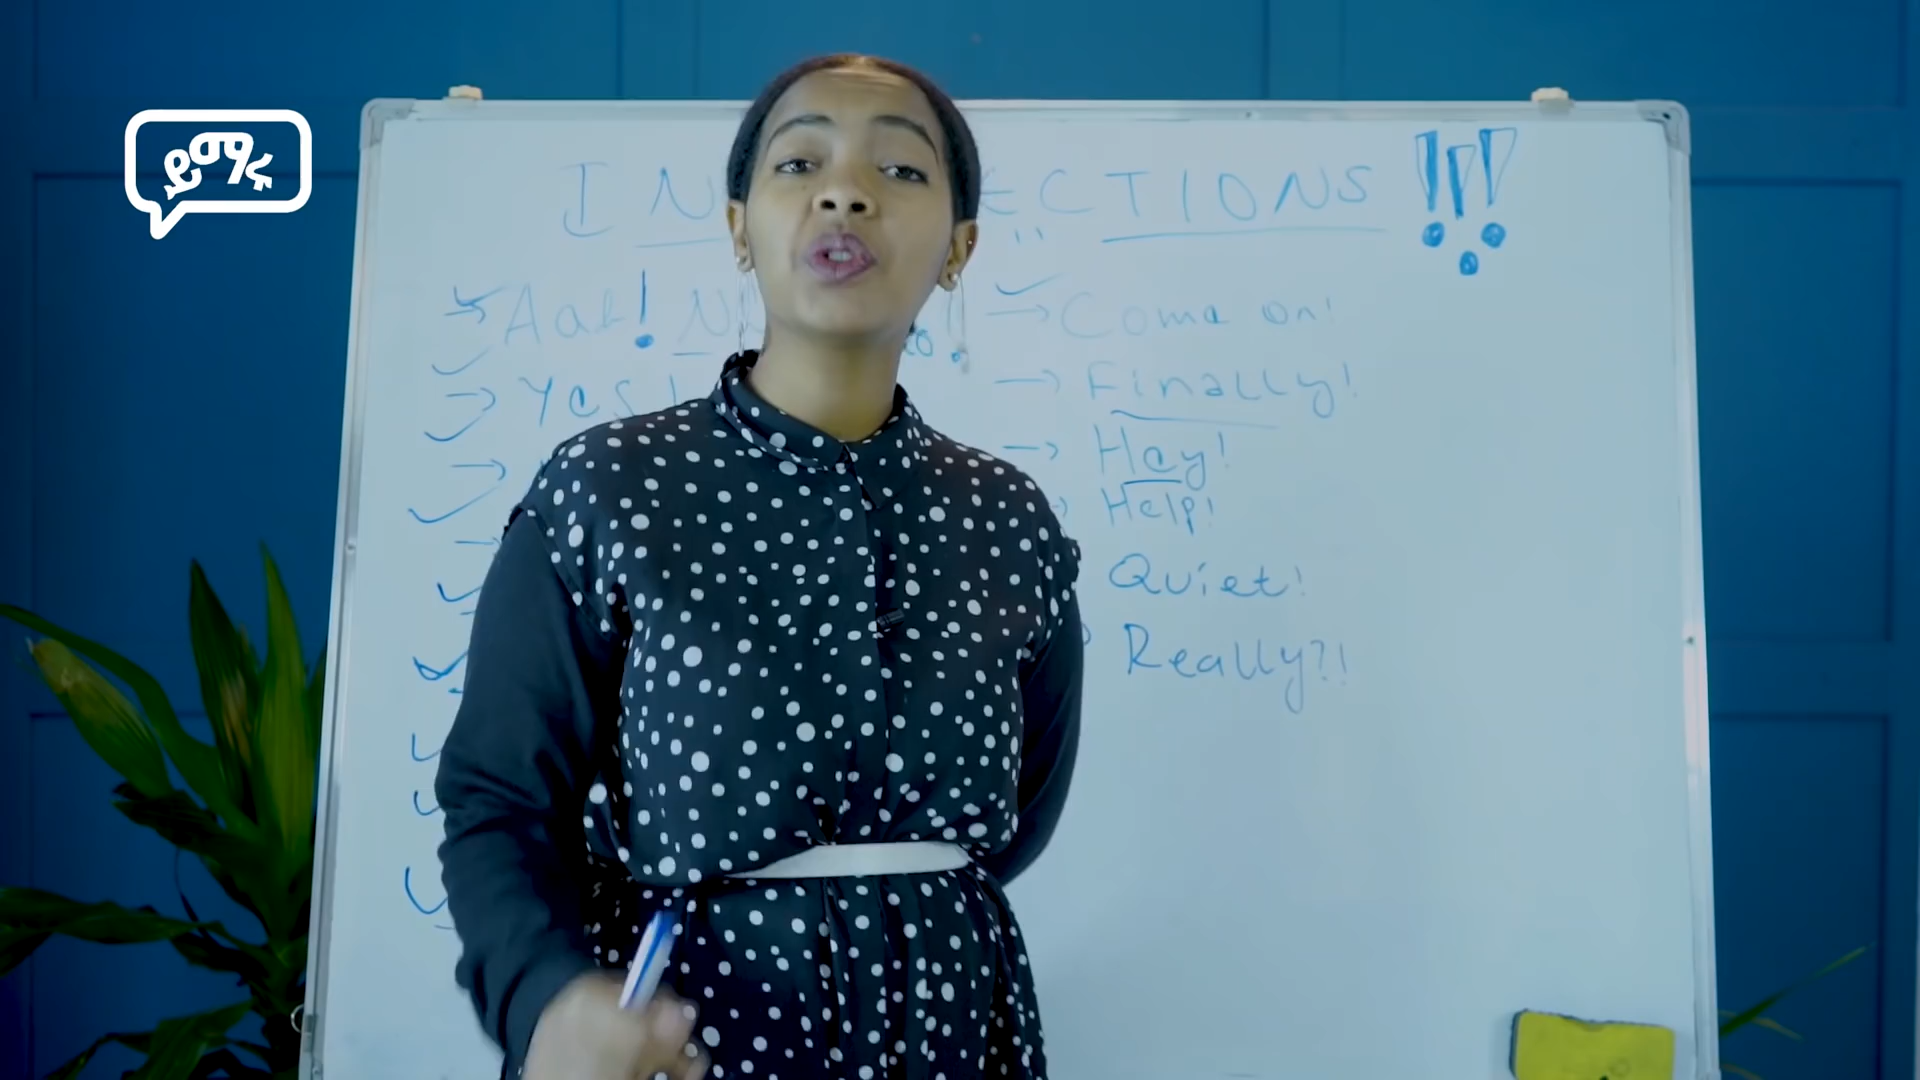 ይማሩ
ECTIONS !!!
Aah!
Yes!
Come on!
Finally!
Hey!
Help!
Quiet!
Really?!